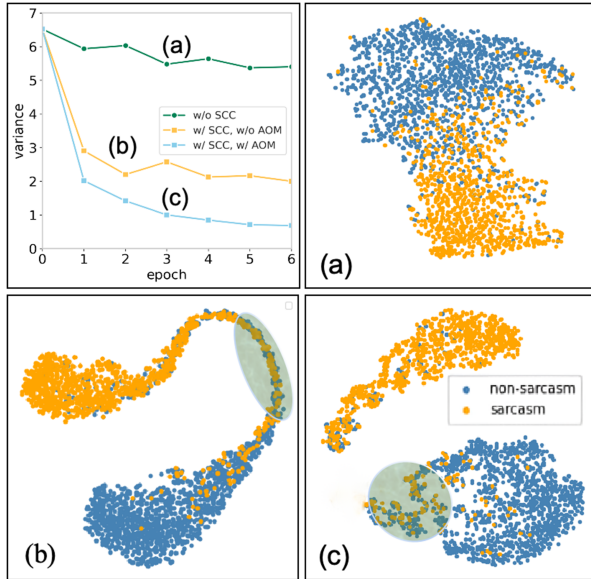 7
6
5
4
3
2
1
0
variance
(a)
w/o SCC
w/ SCC, w/o AOM
w/ SCC, w/ AOM
(b)
(c)
0 1 2 3 4 5 6
epoch
(a)
(b)
non-sarcasm
sarcasm
(c)